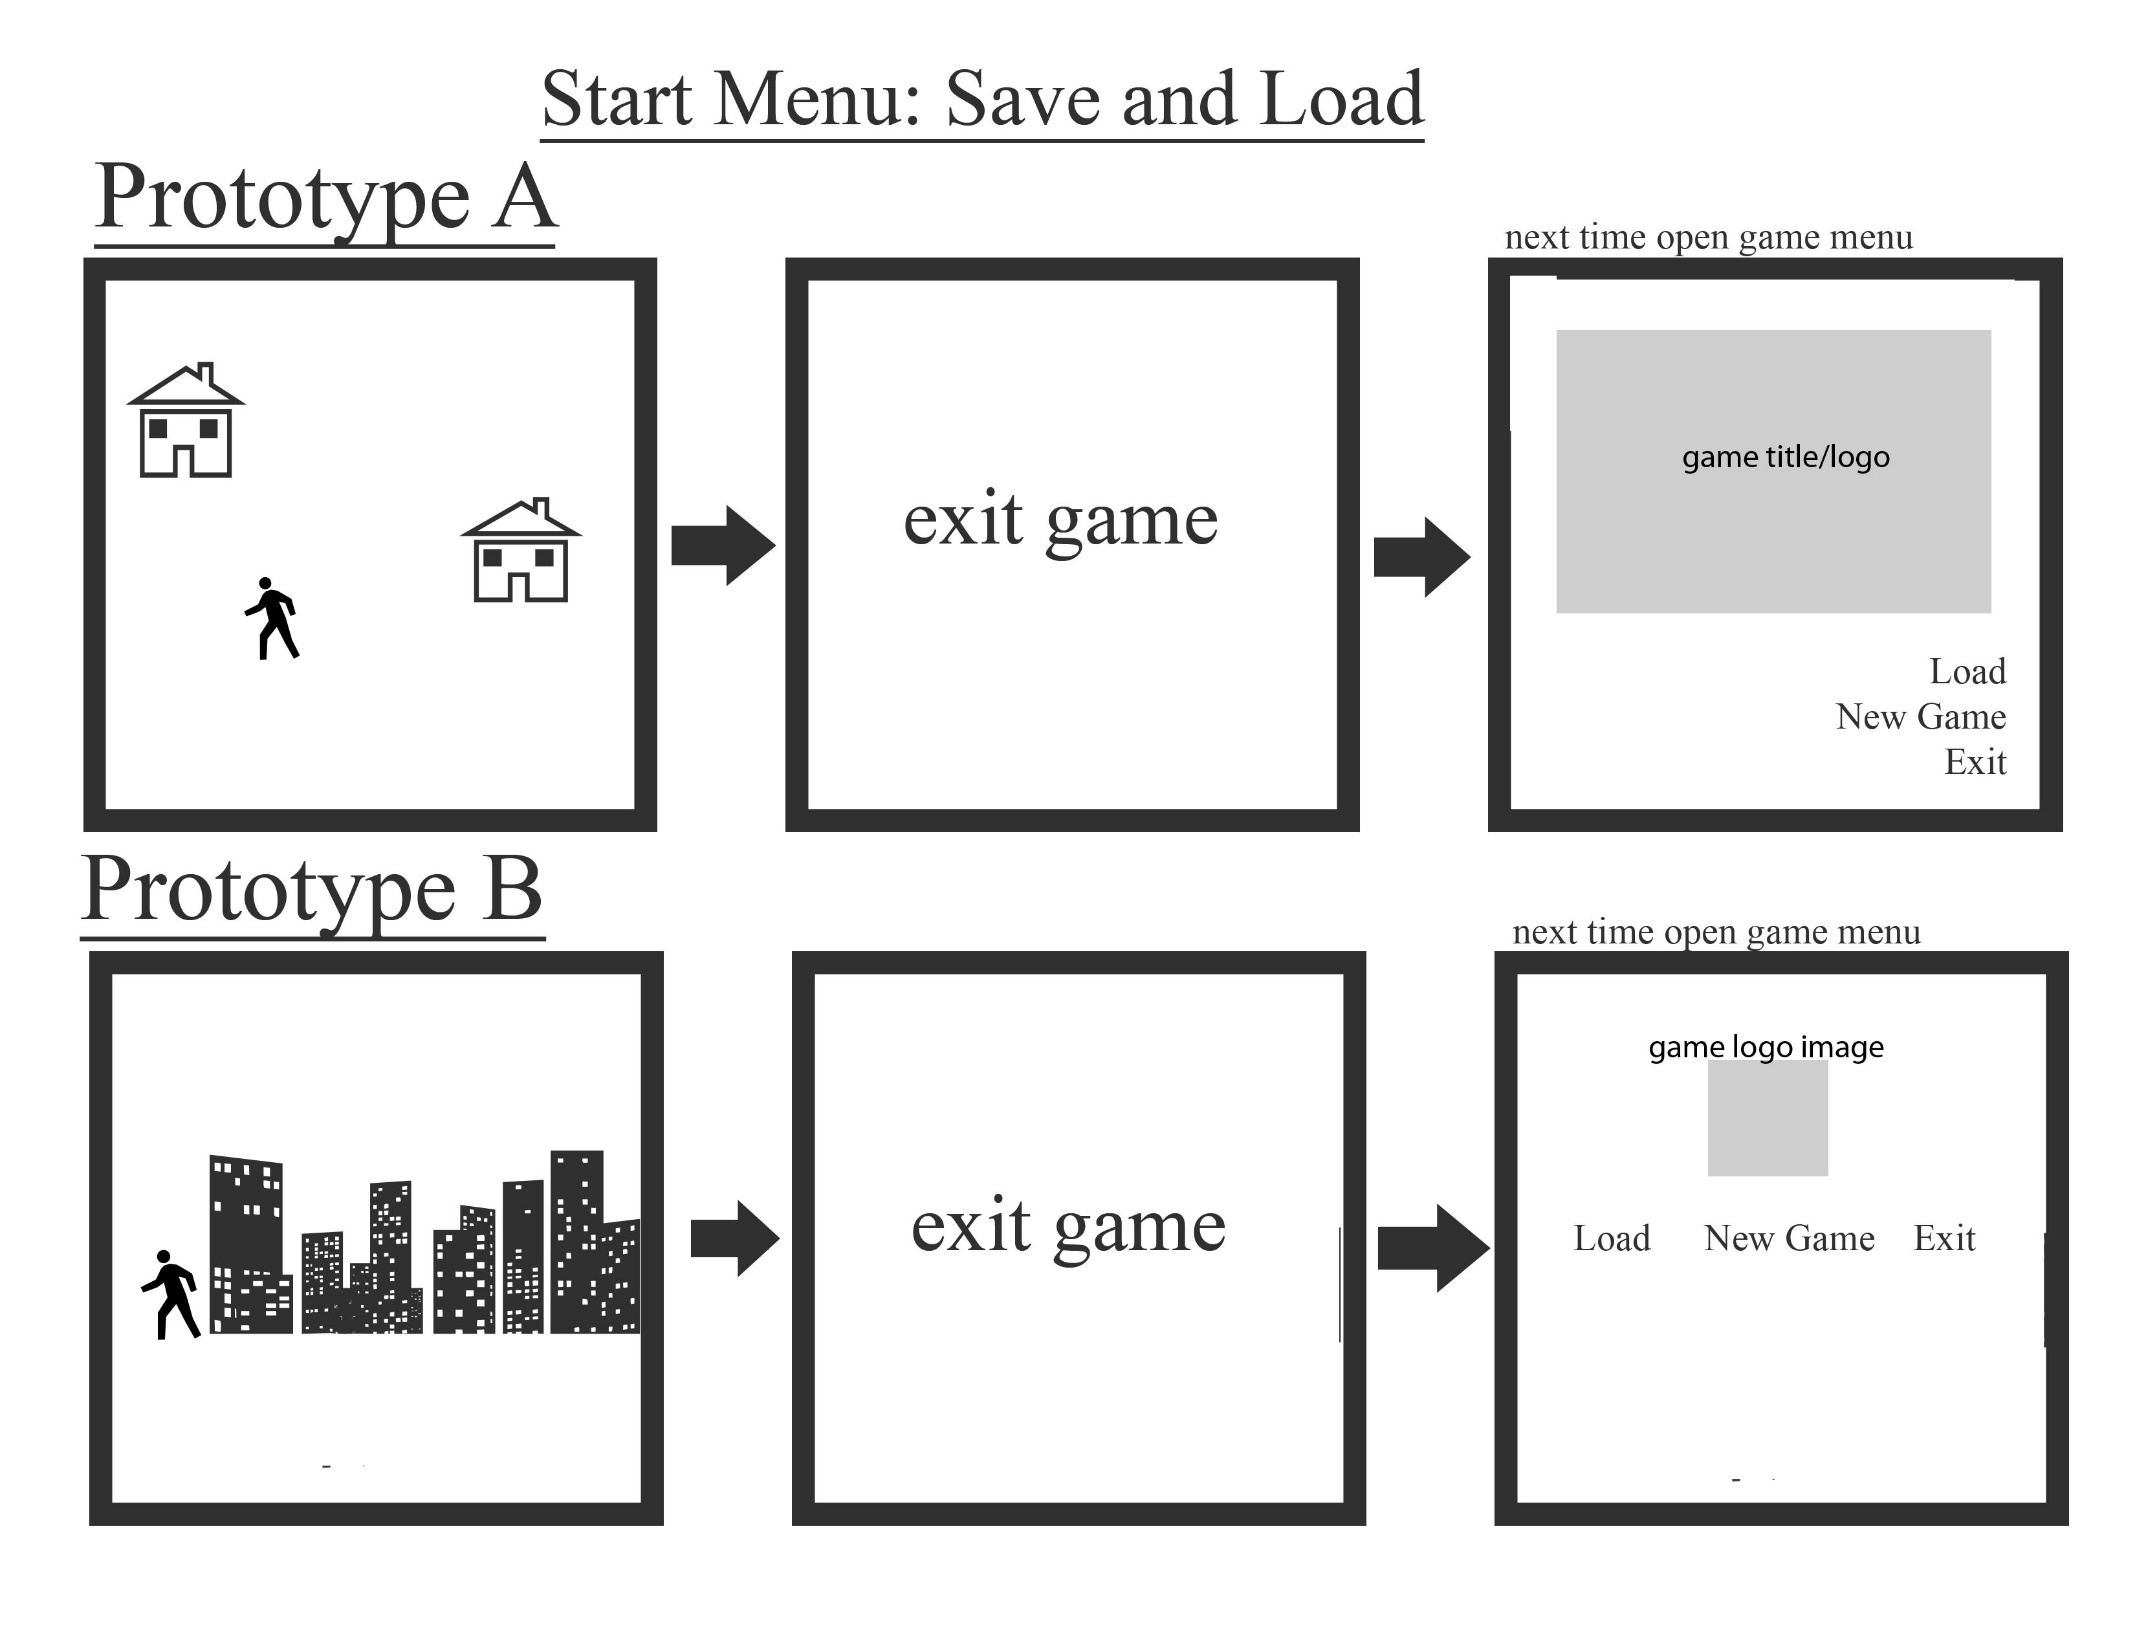 Start Menu: Save and Load
Prototype A
next time open game menu
exit game
game title/logo
Load
New Game
Exit
Prototype B
next time open game menu
exit game
game logo image
Load New Game Exit